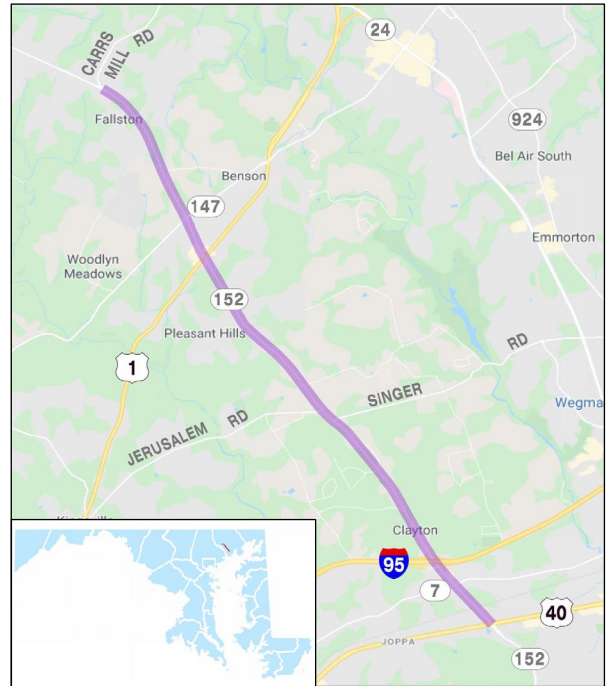 24
CARRS
MILL RD
Fallston
924
Bel Air South
Benson
147
Emmorton
Woodlyn
Meadows
152
Pleasant Hills
1
RD
SINGER
Wegma
JERUSALEM RD
Clayton
95
7
40
JOPPA
152